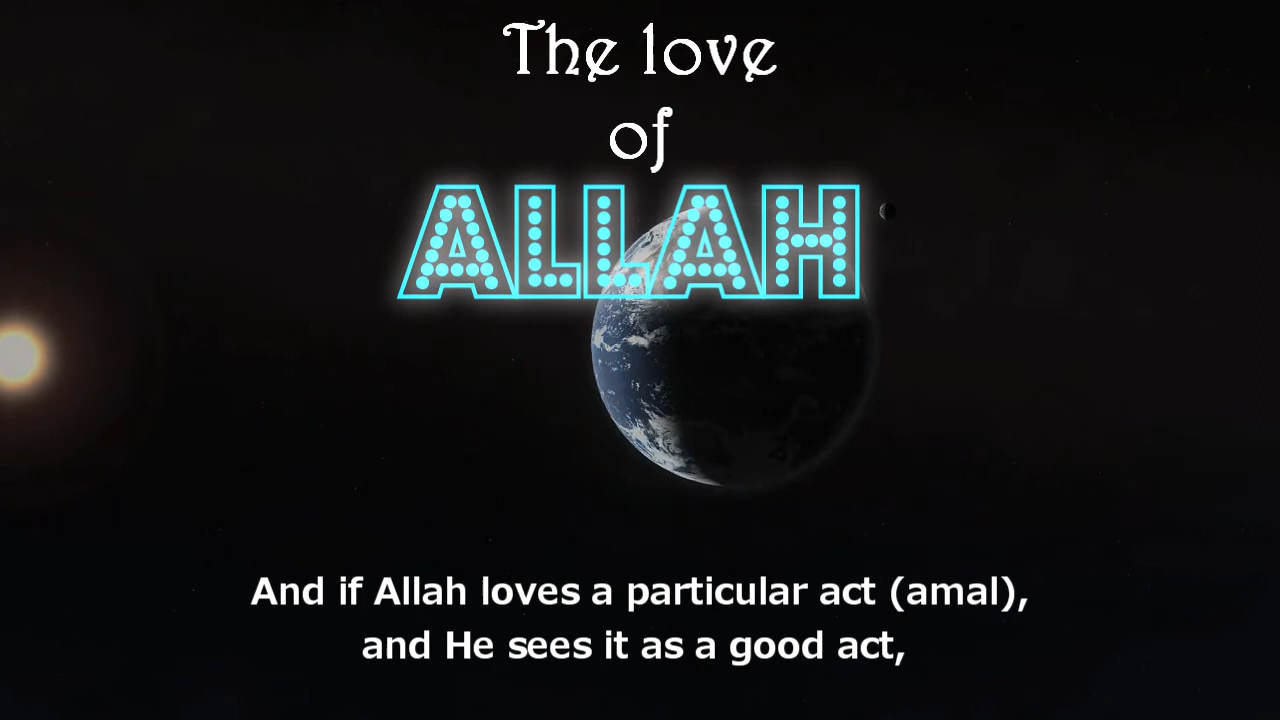 The love
of
ALLAH
And if Allah loves a particular act (amal),
and He sees it as a good act,